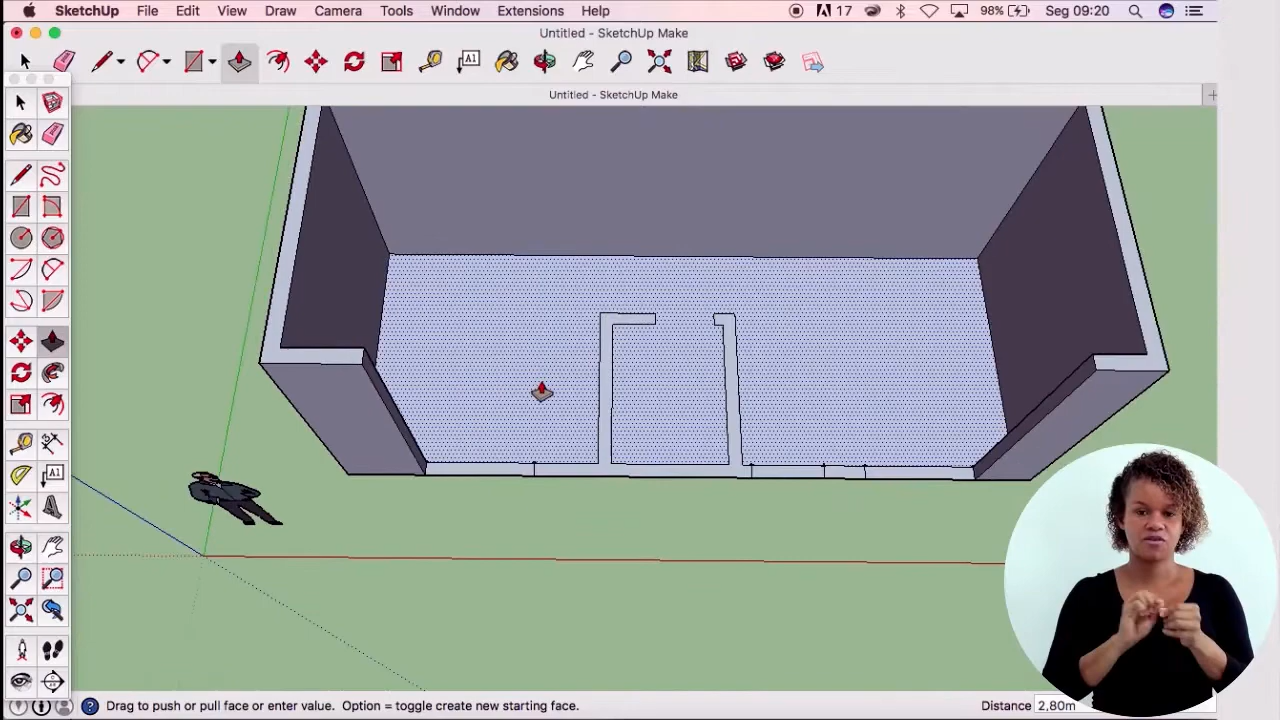 SketchUp File Edit View Draw Camera Tools Window Extensions Help 17 98% Seg 09:20
Untitled - SketchUp Make
A1
Untitled - SketchUp Make
A1
Drag to push or pull face or enter value. Option = toggle create new starting face. Distance 2,80m